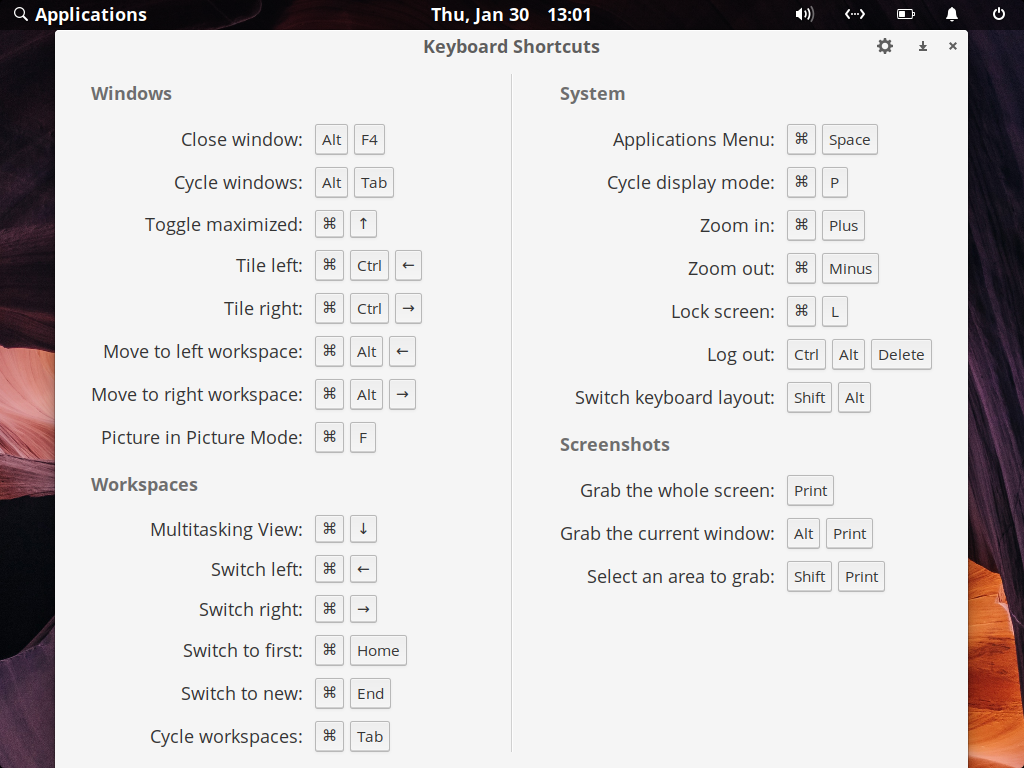 Applications Thu, Jan 30 13:01
Keyboard Shortcuts
Windows
Close window: Alt F4
Cycle windows: Alt Tab
Toggle maximized: ⌘ ↑
Tile left: ⌘ Ctrl ←
Tile right: ⌘ Ctrl →
Move to left workspace: ⌘ Alt ←
Move to right workspace: ⌘ Alt →
Picture in Picture Mode: ⌘ F
Workspaces
Multitasking View: ⌘ ↓
Switch left: ⌘ ←
Switch right: ⌘ →
Switch to first: ⌘ Home
Switch to new: ⌘ End
Cycle workspaces: ⌘ Tab
System
Applications Menu: ⌘ Space
Cycle display mode: ⌘ P
Zoom in: ⌘ Plus
Zoom out: ⌘ Minus
Lock screen: ⌘ L
Log out: Ctrl Alt Delete
Switch keyboard layout: Shift Alt
Screenshots
Grab the whole screen: Print
Grab the current window: Alt Print
Select an area to grab: Shift Print